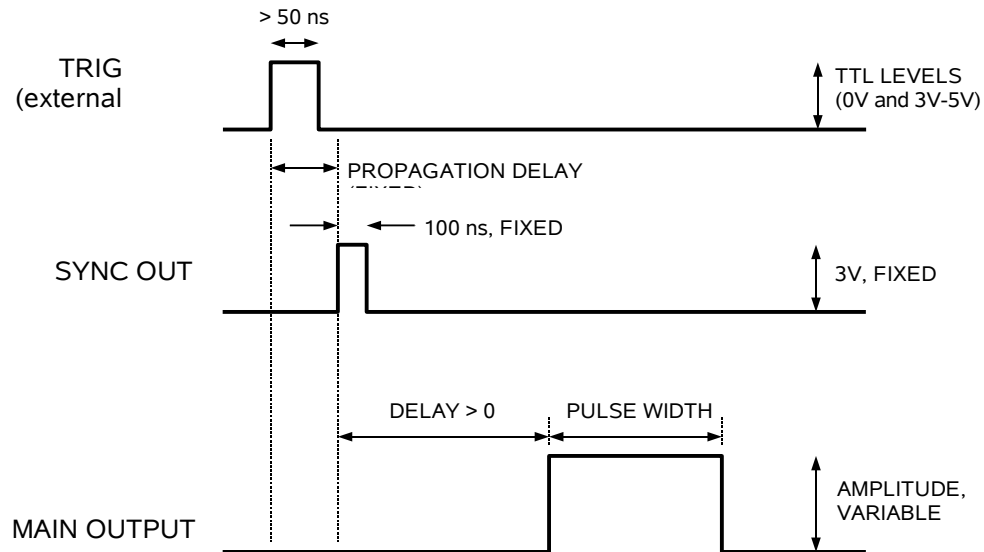 > 50 ns
TRIG
(external
TTL LEVELS
(0V and 3V-5V)
PROPAGATION DELAY
100 ns, FIXED
SYNC OUT
3V, FIXED
DELAY > 0
PULSE WIDTH
AMPLITUDE,
VARIABLE
MAIN OUTPUT